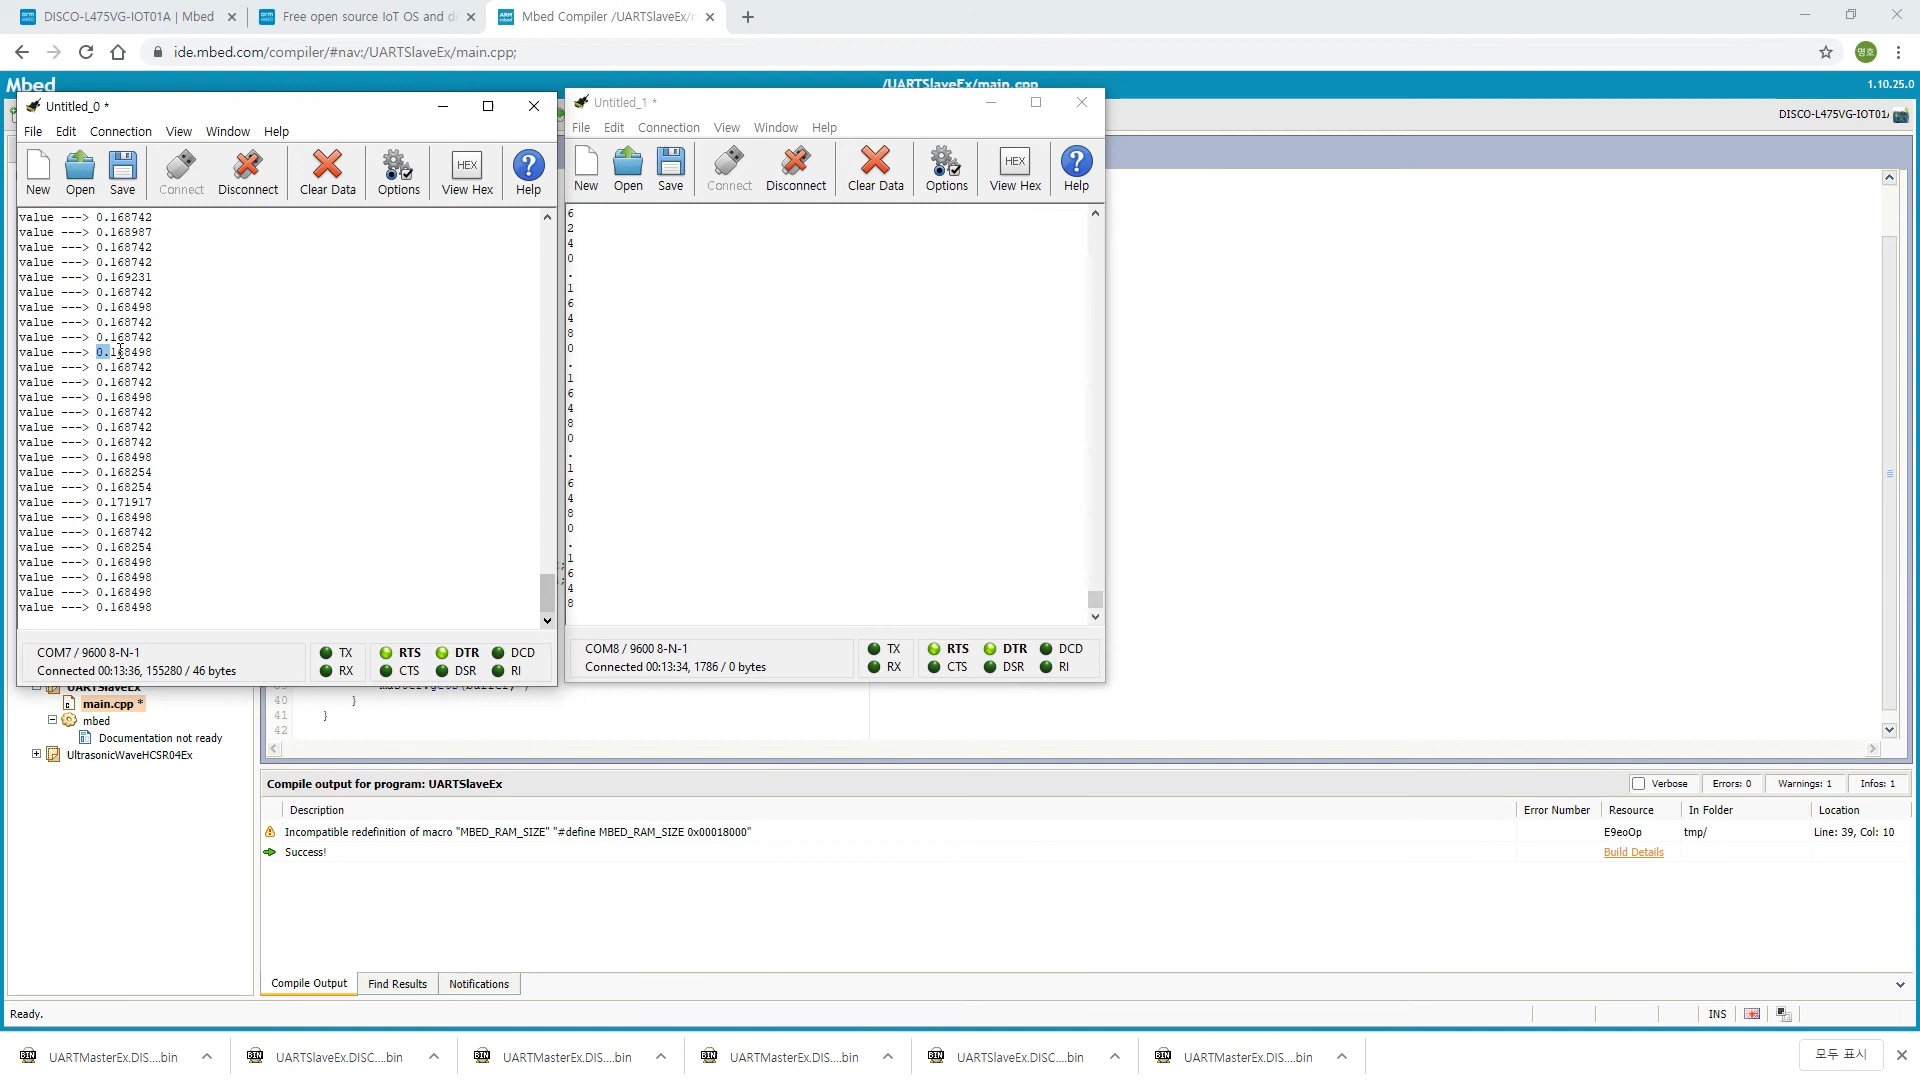 DISCO-L475VG-IOT01A | Mbed
Free open source IoT OS and d
Mbed Compiler /UARTSlaveEx/m
ide.mbed.com/compiler/#nav:/UARTSlaveEx/main.cpp;
명호
Mbed
/UARTSlaveEx/main.cpp
1.10.25.0
DISCO-L475VG-IOT01
Untitled_0 *
File Edit Connection View Window Help
New Open Save Connect Disconnect Clear Data Options HEX View Hex Help
value ---> 0.168742
value ---> 0.168987
value ---> 0.168742
value ---> 0.168742
value ---> 0.169231
value ---> 0.168742
value ---> 0.168498
value ---> 0.168742
value ---> 0.168742
value ---> 0.168498
value ---> 0.168742
value ---> 0.168742
value ---> 0.168498
value ---> 0.168742
value ---> 0.168742
value ---> 0.168742
value ---> 0.168498
value ---> 0.168254
value ---> 0.168254
value ---> 0.171917
value ---> 0.168498
value ---> 0.168742
value ---> 0.168254
value ---> 0.168498
value ---> 0.168498
value ---> 0.168498
value ---> 0.168498
COM7 / 9600 8-N-1
Connected 00:13:36, 155280 / 46 bytes
TX RTS DTR DCD
RX CTS DSR RI
Untitled_1 *
File Edit Connection View Window Help
New Open Save Connect Disconnect Clear Data Options HEX View Hex Help
6
2
4
0
.
1
6
4
8
0
.
1
6
4
8
0
.
1
6
4
8
0
.
1
6
4
8
COM8 / 9600 8-N-1
Connected 00:13:34, 1786 / 0 bytes
TX RTS DTR DCD
RX CTS DSR RI
UARTSlaveEx
main.cpp *
mbed
Documentation not ready
UltrasonicWaveHCSR04Ex
40 }
41 }
42
Compile output for program: UARTSlaveEx
Verbose Errors: 0 Warnings: 1 Infos: 1
Description Error Number Resource In Folder Location
Incompatible redefinition of macro "MBED_RAM_SIZE" "#define MBED_RAM_SIZE 0x00018000" E9eoOp tmp/ Line: 39, Col: 10
Success! Build Details
Compile Output Find Results Notifications
Ready.
INS
UARTMasterEx.DIS....bin
UARTSlaveEx.DISC....bin
UARTMasterEx.DIS....bin
UARTMasterEx.DIS....bin
UARTSlaveEx.DISC....bin
UARTMasterEx.DIS....bin
모두 표시